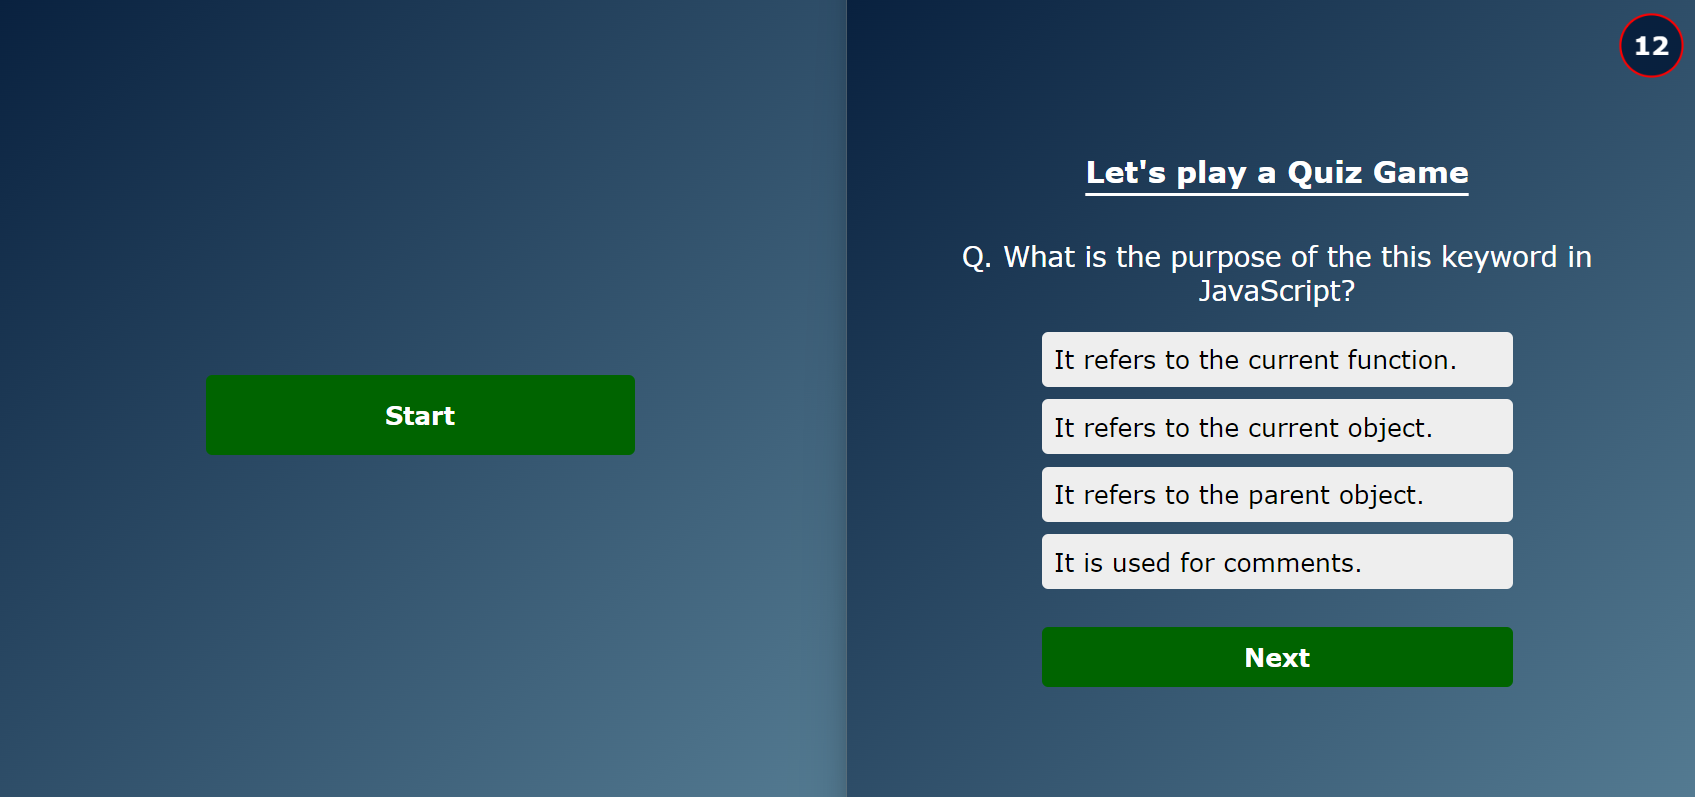 Start
12
Let's play a Quiz Game
Q. What is the purpose of the this keyword in
JavaScript?
It refers to the current function.
It refers to the current object.
It refers to the parent object.
It is used for comments.
Next